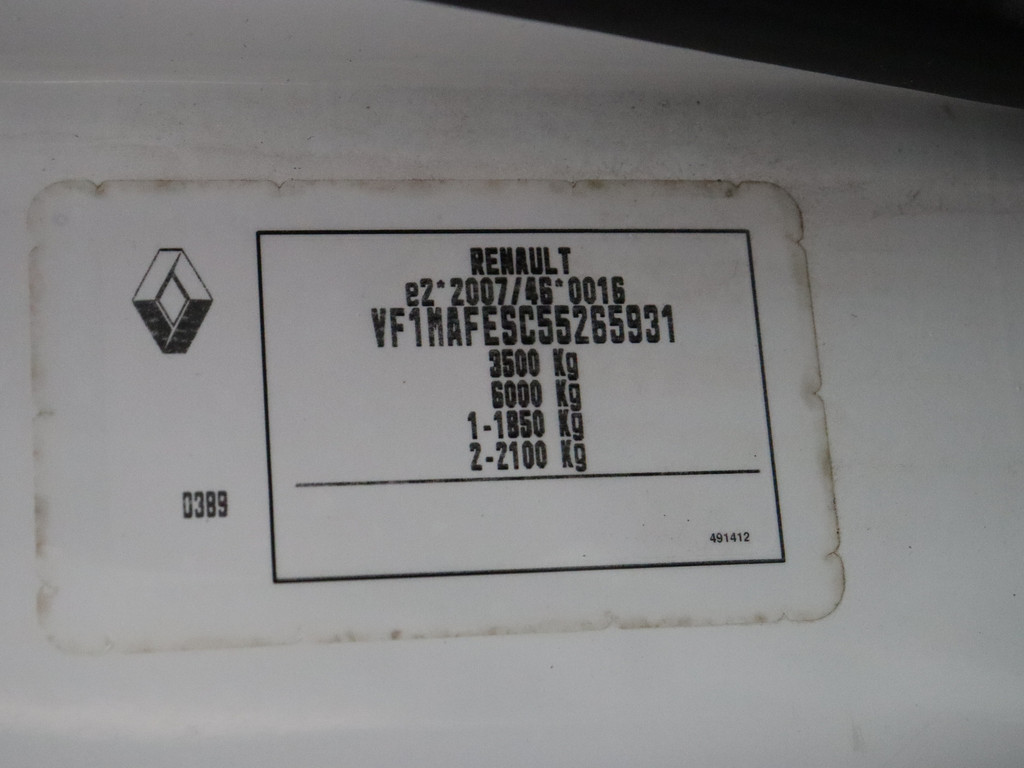 RENAULT
e2*2007/46*0016
VF1MAFESC55265931
3500 Kg
6000 Kg
1-1850 Kg
2-2100 Kg
0389
491412